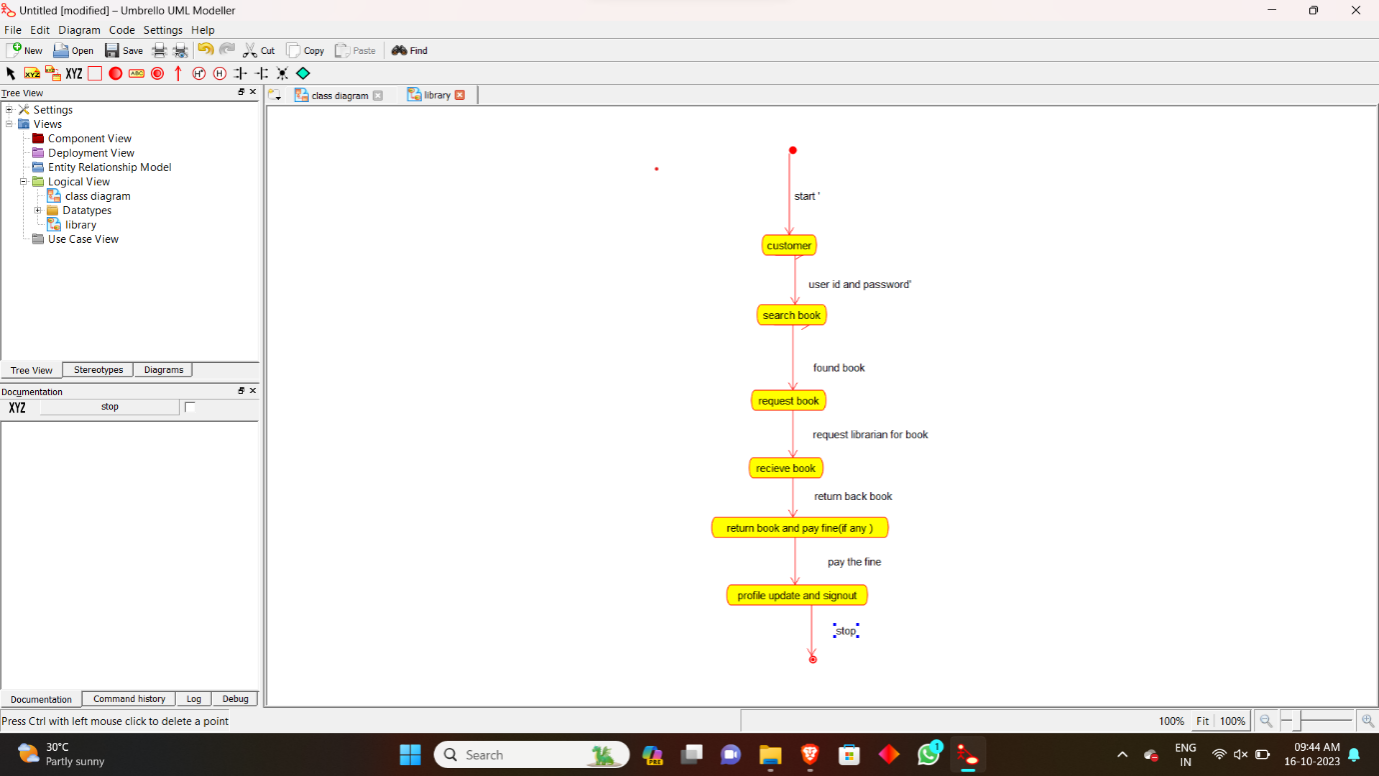 Untitled [modified] – Umbrello UML Modeller
File Edit Diagram Code Settings Help
New Open Save Cut Copy Paste Find
XYZ XYZ ABC H* H
Tree View
class diagram library
Settings
Views
Component View
Deployment View
Entity Relationship Model
Logical View
class diagram
Datatypes
library
Use Case View
Tree View Stereotypes Diagrams
Documentation
XYZ stop
Documentation Command history Log Debug
start '
customer
user id and password'
search book
found book
request book
request librarian for book
recieve book
return back book
return book and pay fine(if any )
pay the fine
profile update and signout
stop
Press Ctrl with left mouse click to delete a point
100% Fit 100%
30°C
Partly sunny
Search
PRE
1
ENG
IN
09:44 AM
16-10-2023